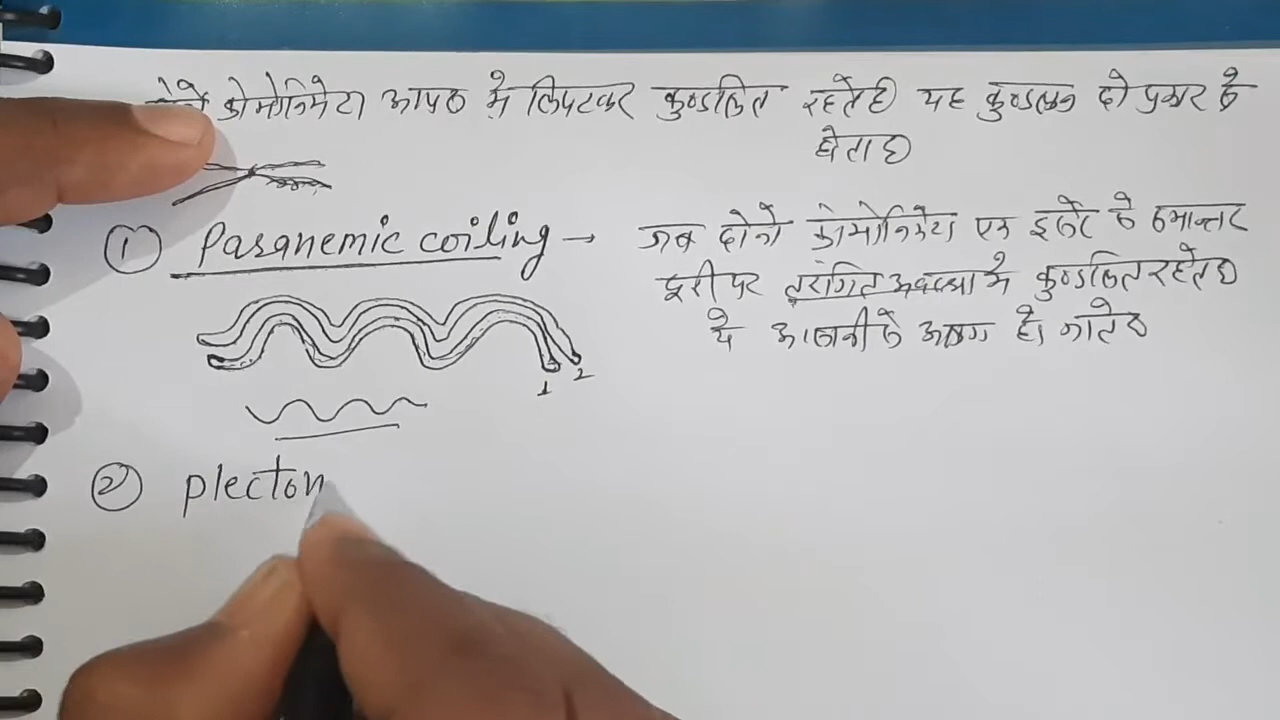 क्रोमोनिमेटा आपस में लिपटकर कुण्डलित रहते है यह कुण्डलन दो प्रकार के
होता है
① Paranemic coiling → जब दोनो क्रोमोनिमेटा एक दूसरे के समान्तर
दूरी पर तरंगित अवस्था मे कुण्डलित रहते है
ये आसानी से अलग हो जाते है
1 2
② plecton